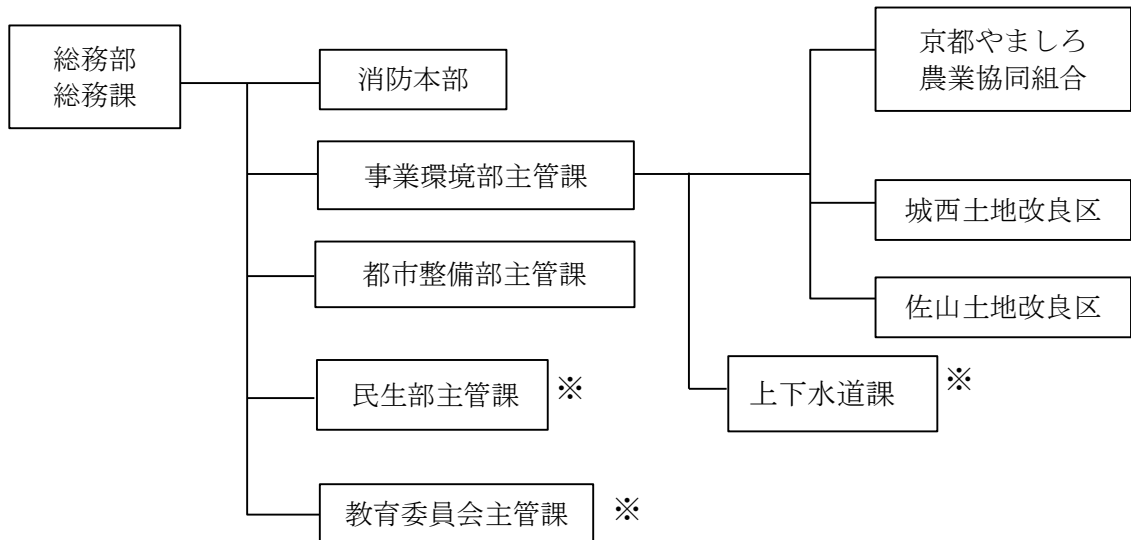 総務部
総務課
消防本部
事業環境部主管課
都市整備部主管課
民生部主管課
※
教育委員会主管課
※
京都やましろ
農業協同組合
城西土地改良区
佐山土地改良区
上下水道課
※